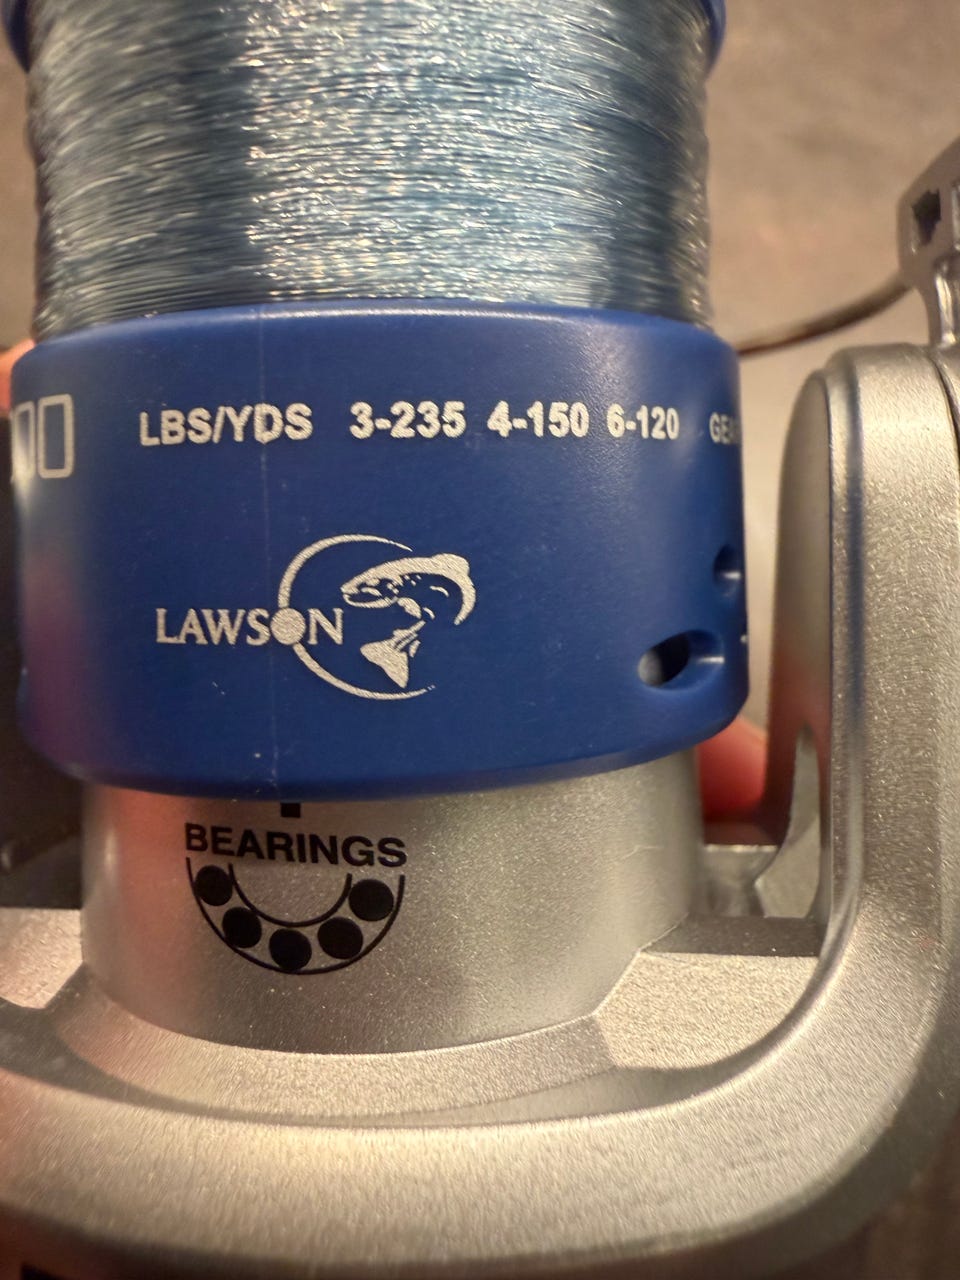 LBS/YDS 3-235 4-150 6-120
LAWSON
BEARINGS